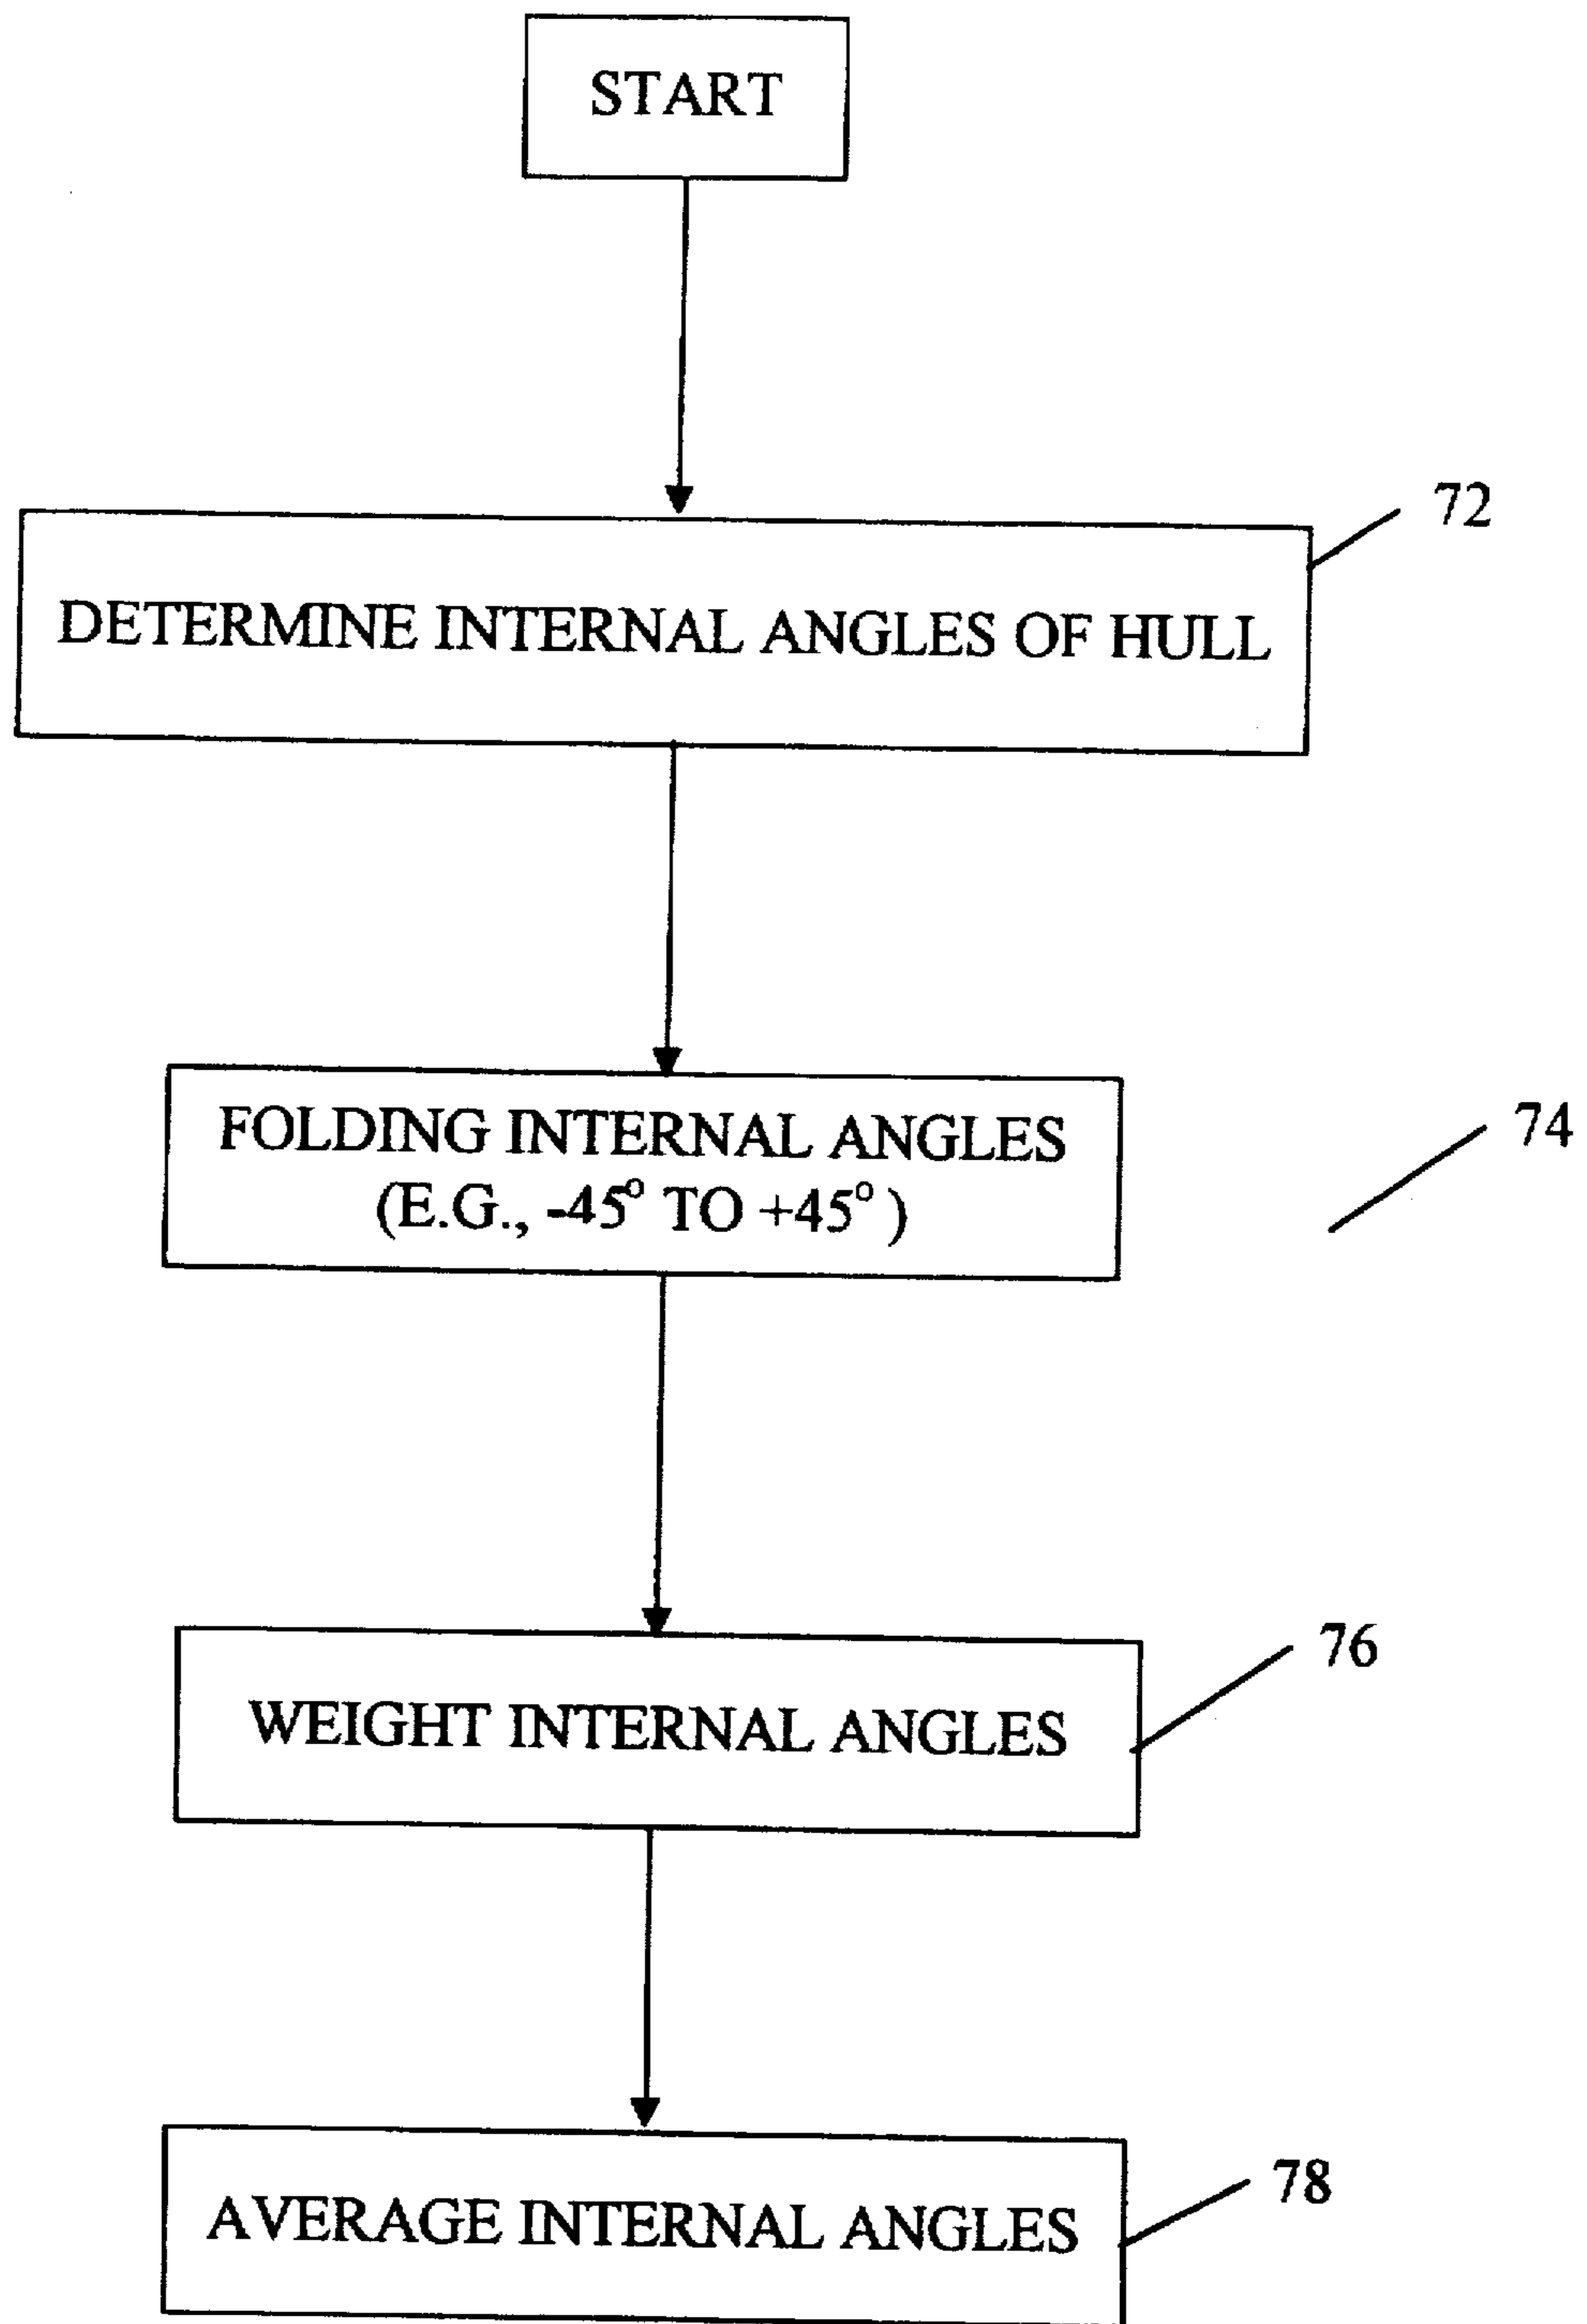 START
72
DETERMINE INTERNAL ANGLES OF HULL
74
FOLDING INTERNAL ANGLES
(E.G., -45° TO +45°)
76
WEIGHT INTERNAL ANGLES
78
AVERAGE INTERNAL ANGLES